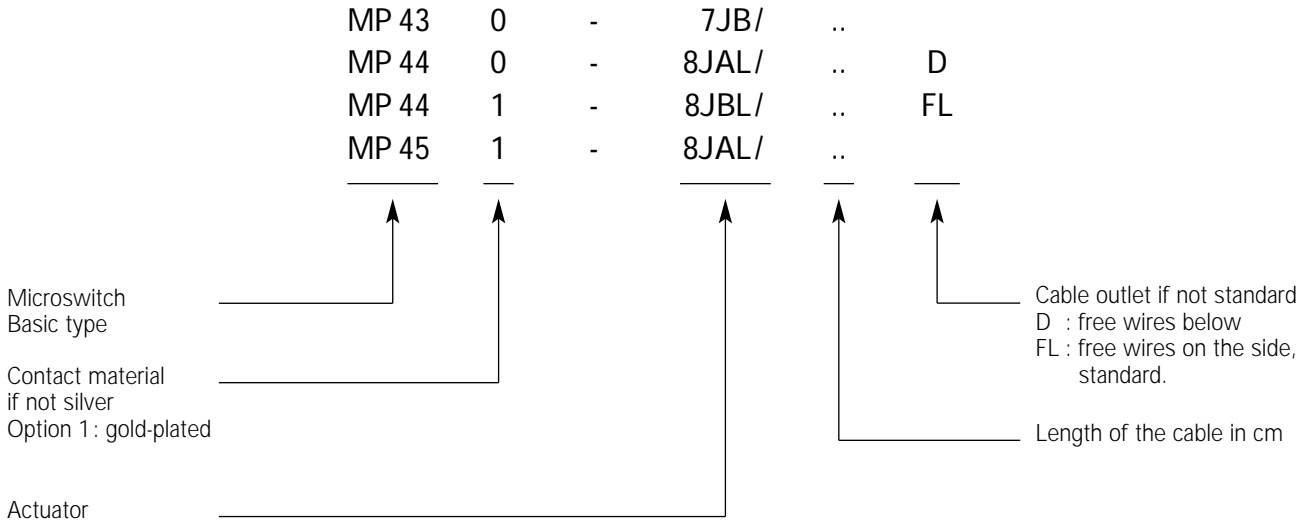 MP 43 0 - 7JB/ ..
MP 44 0 - 8JAL/ .. D
MP 44 1 - 8JBL/ .. FL
MP 45 1 - 8JAL/ ..
Microswitch
Basic type
Contact material
if not silver
Option 1 : gold-plated
Actuator
Cable outlet if not standard
D : free wires below
FL : free wires on the side,
standard.
Length of the cable in cm